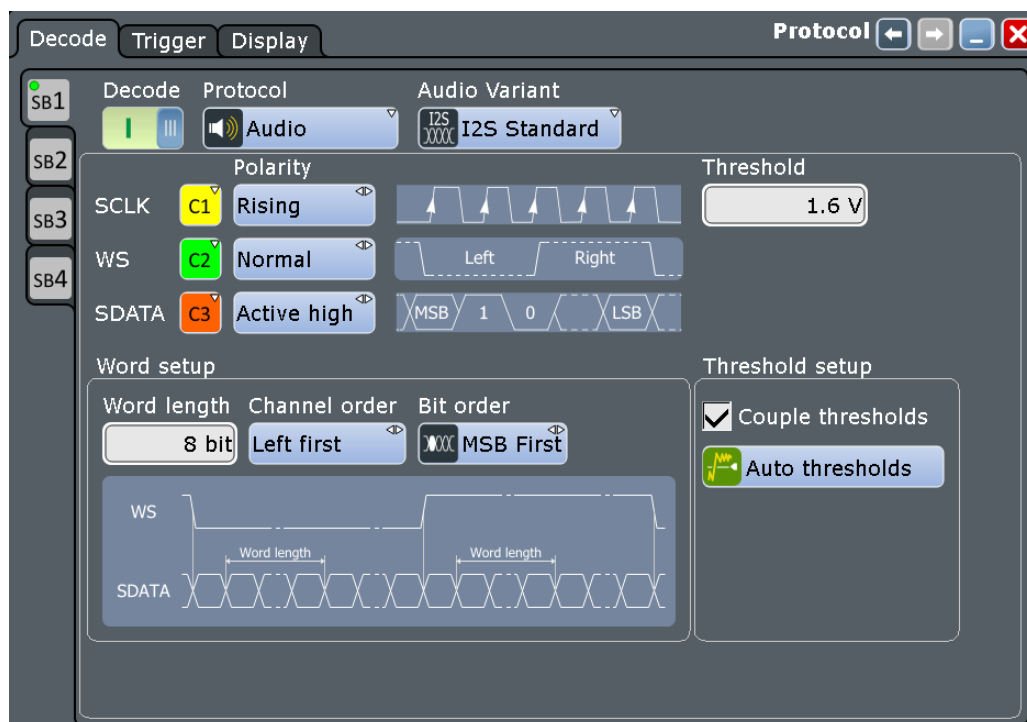 Decode Trigger Display Protocol
SB1
SB2
SB3
SB4
Decode Protocol Audio Variant
I Audio I2S I2S Standard
Polarity Threshold
SCLK C1 Rising 1.6 V
WS C2 Normal Left Right
SDATA C3 Active high MSB 1 0 LSB
Word setup Threshold setup
Word length Channel order Bit order Couple thresholds
8 bit Left first MSB First Auto thresholds
WS
Word length Word length
SDATA